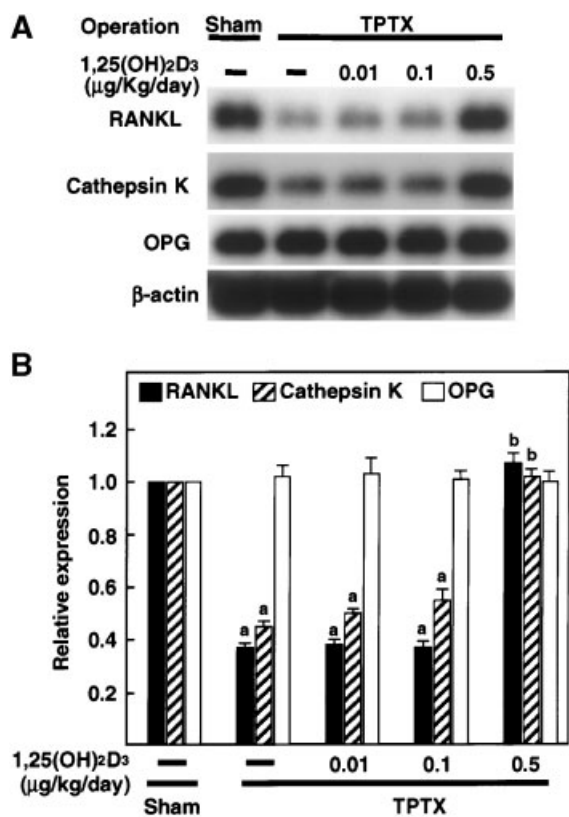 A Operation Sham TPTX
1,25(OH)2D3 – – 0.01 0.1 0.5
(μg/Kg/day)
RANKL
Cathepsin K
OPG
β-actin
B
RANKL Cathepsin K OPG
1.2
1.0
0.8
0.6
0.4
0.2
Relative expression
a a a a a a b b
1,25(OH)2D3 – – 0.01 0.1 0.5
(μg/kg/day)
Sham TPTX